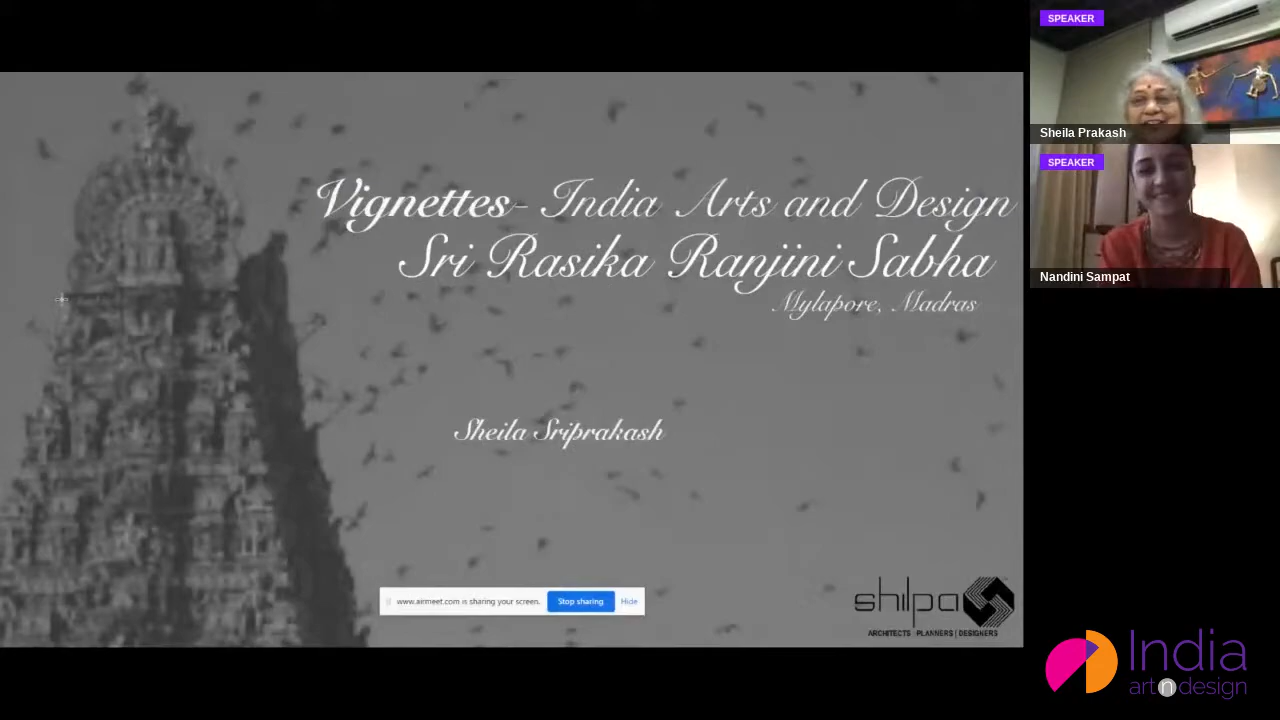 Vignettes- India Arts and Design
Sri Rasika Ranjini Sabha
Mylapore, Madras
Sheila Sriprakash
www.airmeet.com is sharing your screen. Stop sharing Hide
shilpa
ARCHITECTS PLANNERS | DESIGNERS
SPEAKER
Sheila Prakash
SPEAKER
Nandini Sampat
India
art n design